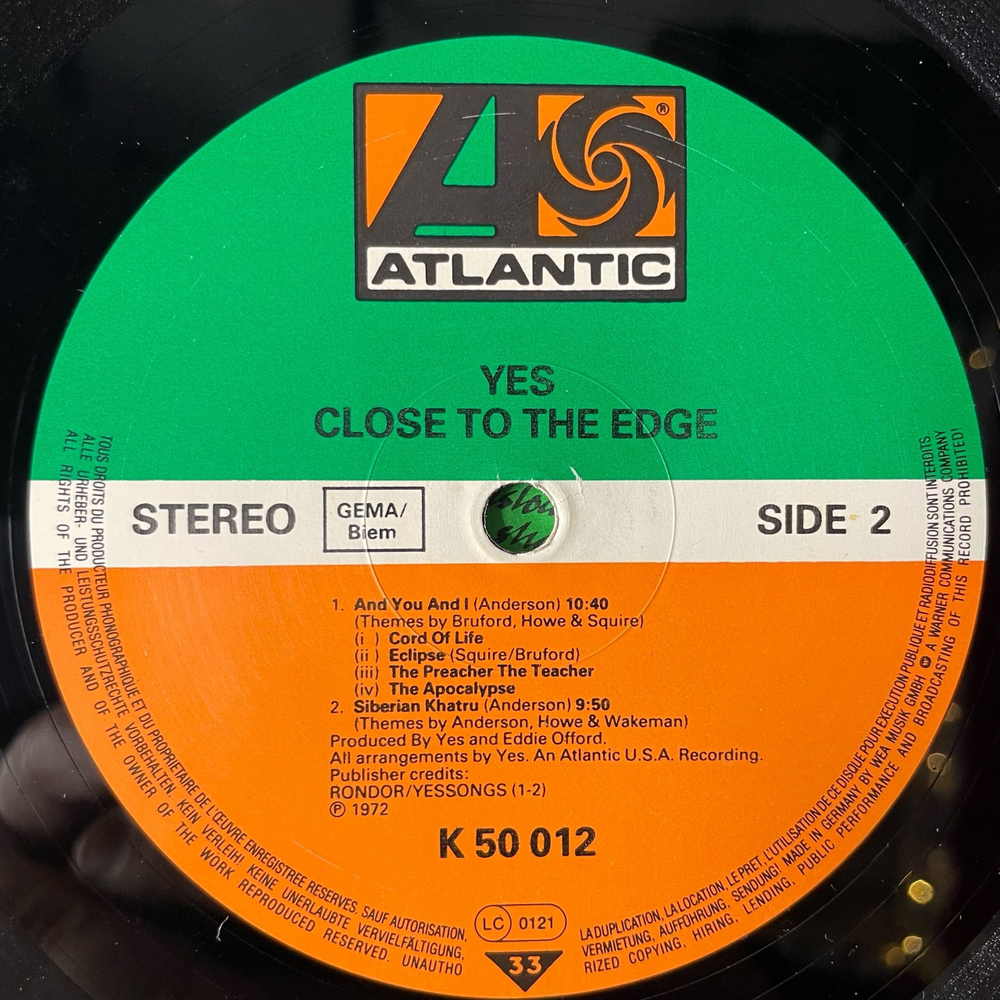 ®
ATLANTIC
YES
CLOSE TO THE EDGE
STEREO
GEMA/
Biem
SIDE 2
1. And You And I (Anderson) 10:40
(Themes by Bruford, Howe & Squire)
(i ) Cord Of Life
(ii ) Eclipse (Squire/Bruford)
(iii) The Preacher The Teacher
(iv) The Apocalypse
2. Siberian Khatru (Anderson) 9:50
(Themes by Anderson, Howe & Wakeman)
Produced By Yes and Eddie Offord.
All arrangements by Yes. An Atlantic U.S.A. Recording.
Publisher credits:
RONDOR/YESSONGS (1-2)
℗ 1972
K 50 012
LC 0121
33
TOUS DROITS DU PRODUCTEUR PHONOGRAPHIQUE ET DU PROPRIETAIRE DE L'ŒUVRE ENREGISTREE RESERVES. SAUF AUTORISATION, LA DUPLICATION, LA LOCATION, LE PRET, L'UTILISATION DE CE DISQUE POUR EXECUTION PUBLIQUE ET RADIODIFFUSION SONT INTERDITS
ALLE URHEBER- UND LEISTUNGSSCHUTZRECHTE VORBEHALTEN. KEIN VERLEIH! KEINE UNERLAUBTE VERVIELFÄLTIGUNG, VERMIETUNG, AUFFÜHRUNG, SENDUNG! MADE IN GERMANY BY WEA MUSIK GMBH A WARNER COMMUNICATIONS COMPANY
ALL RIGHTS OF THE PRODUCER AND OF THE OWNER OF THE WORK REPRODUCED RESERVED. UNAUTHORIZED COPYING, HIRING, LENDING, PUBLIC PERFORMANCE AND BROADCASTING OF THIS RECORD PROHIBITED!